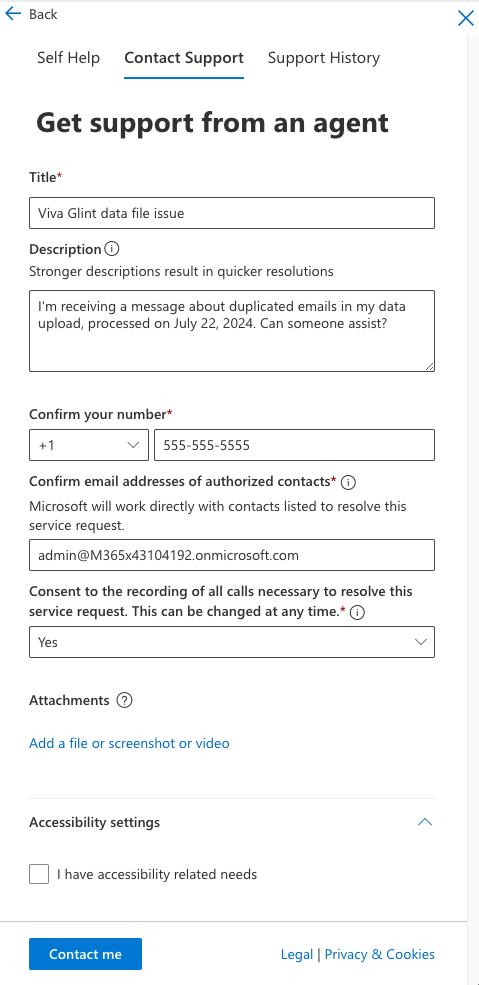 Back
Self Help Contact Support Support History
Get support from an agent
Title*
Viva Glint data file issue
Description
Stronger descriptions result in quicker resolutions
I'm receiving a message about duplicated emails in my data
upload, processed on July 22, 2024. Can someone assist?
Confirm your number*
+1 555-555-5555
Confirm email addresses of authorized contacts*
Microsoft will work directly with contacts listed to resolve this
service request.
admin@M365x43104192.onmicrosoft.com
Consent to the recording of all calls necessary to resolve this
service request. This can be changed at any time.*
Yes
Attachments
Add a file or screenshot or video
Accessibility settings
I have accessibility related needs
Contact me Legal | Privacy & Cookies